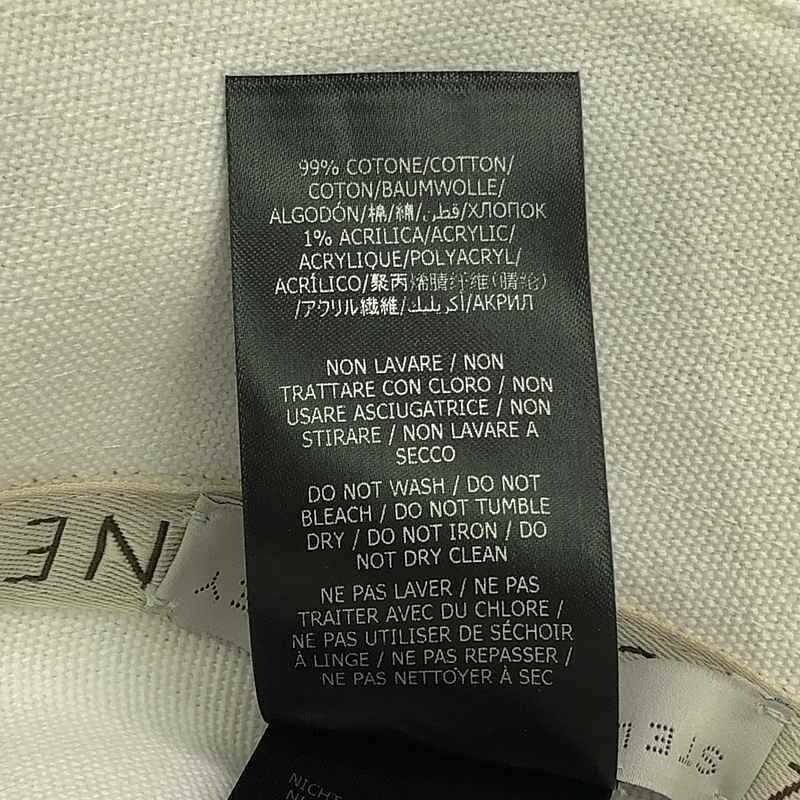 99% COTONE/COTTON/
COTON/BAUMWOLLE/
ALGODÓN/棉/綿/قطن/ХЛОПОК
1% ACRILICA/ACRYLIC/
ACRYLIQUE/POLYACRYL/
ACRÍLICO/聚丙烯腈纤维(腈纶)
/アクリル繊維/أكريليك/АКРИЛ
NON LAVARE / NON
TRATTARE CON CLORO / NON
USARE ASCIUGATRICE / NON
STIRARE / NON LAVARE A
SECCO
DO NOT WASH / DO NOT
BLEACH / DO NOT TUMBLE
DRY / DO NOT IRON / DO
NOT DRY CLEAN
NE PAS LAVER / NE PAS
TRAITER AVEC DU CHLORE /
NE PAS UTILISER DE SÉCHOIR
À LINGE / NE PAS REPASSER /
NE PAS NETTOYER À SEC
NICHT